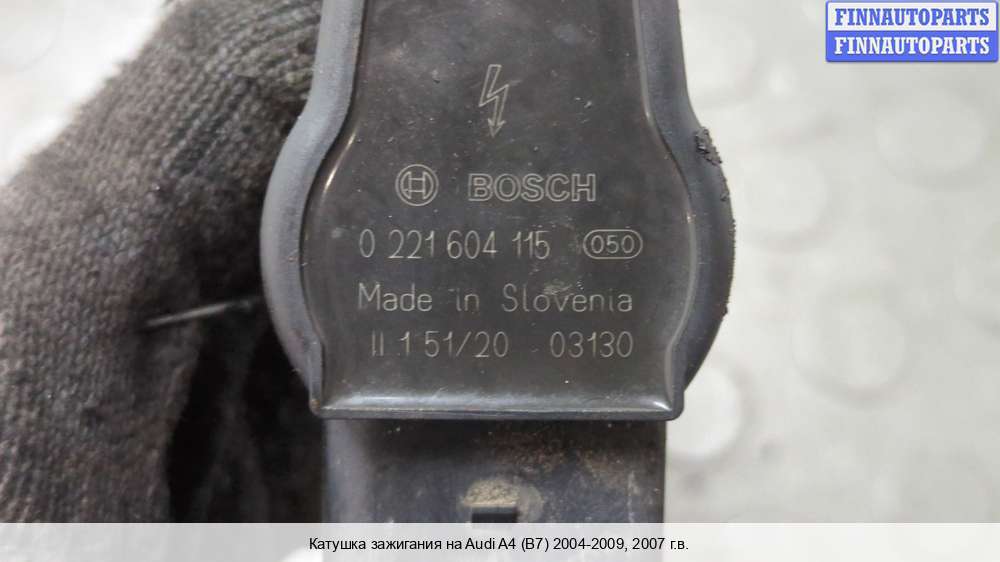 FINNAUTOPARTS
FINNAUTOPARTS
BOSCH
0 221 604 115 050
Made in Slovenia
II 1 51/20 03130
Катушка зажигания на Audi A4 (B7) 2004-2009, 2007 г.в.